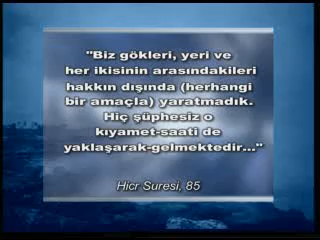 "Biz gökleri, yeri ve
her ikisinin arasındakileri
hakkın dışında (herhangi
bir amaçla) yaratmadık.
Hiç şüphesiz o
kıyamet-saati de
yaklaşarak-gelmektedir..."
Hicr Suresi, 85